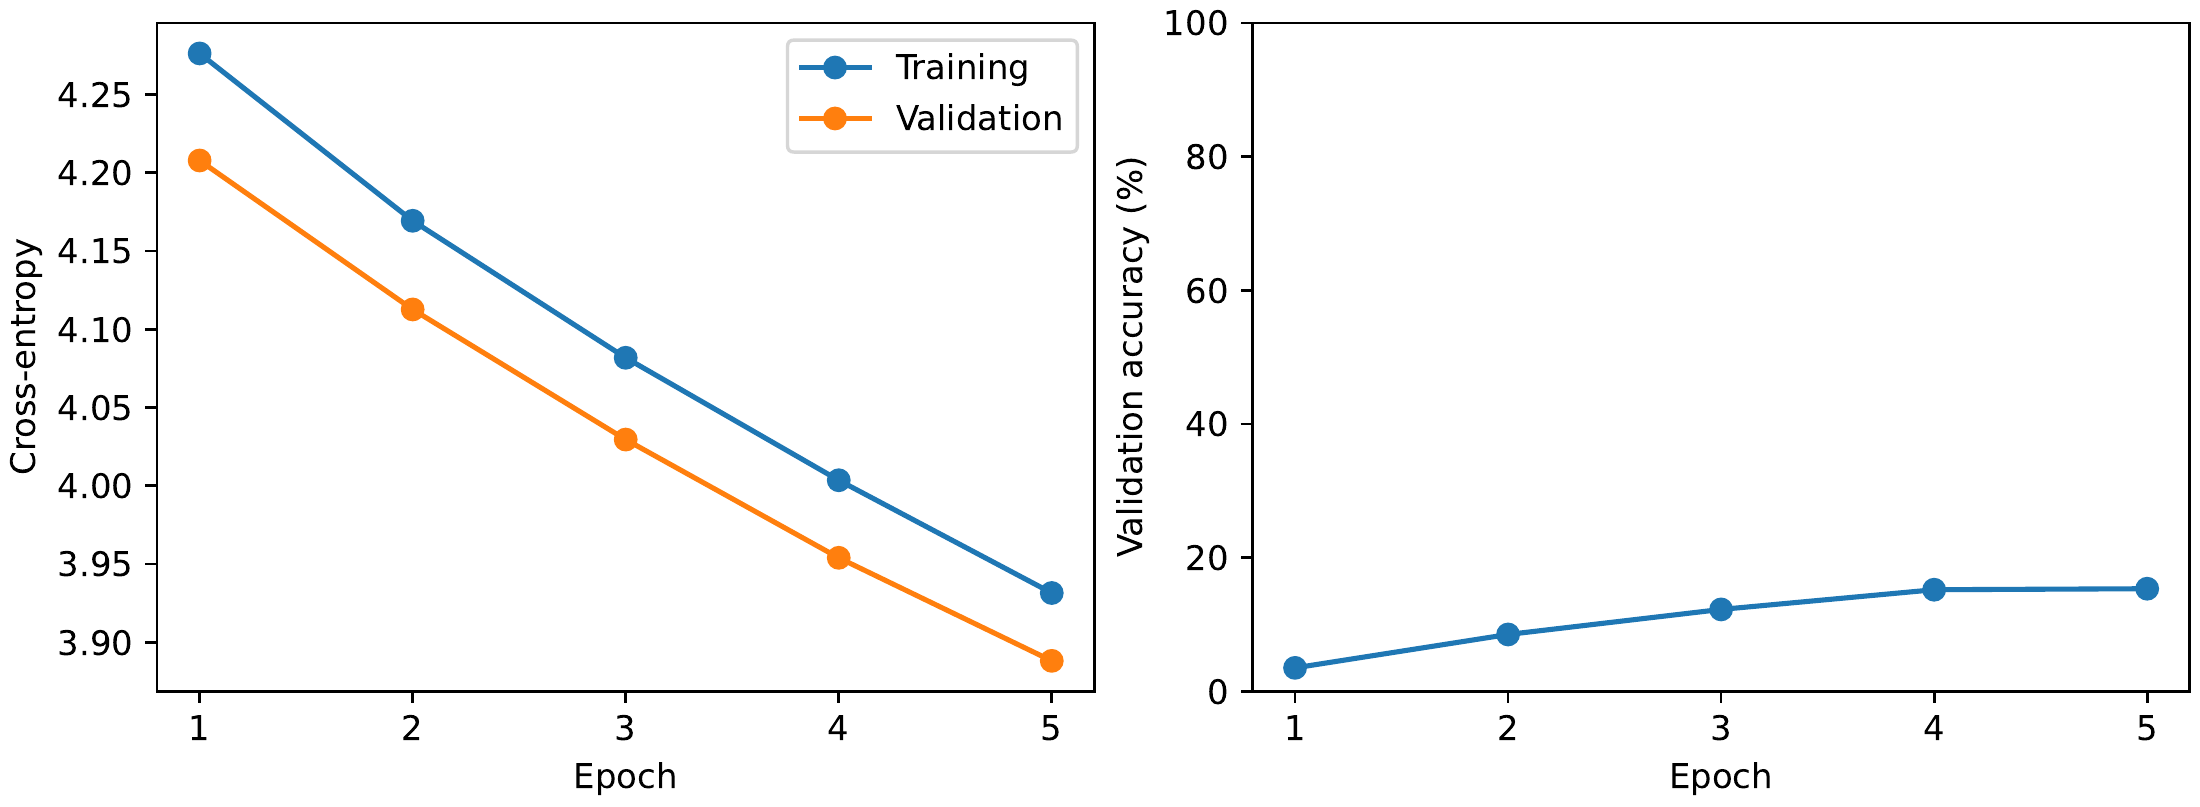 4.25
4.20
4.15
4.10
4.05
4.00
3.95
3.90
Cross-entropy
1 2 3 4 5
Epoch
Training
Validation
100
80
60
40
20
0
Validation accuracy (%)
1 2 3 4 5
Epoch